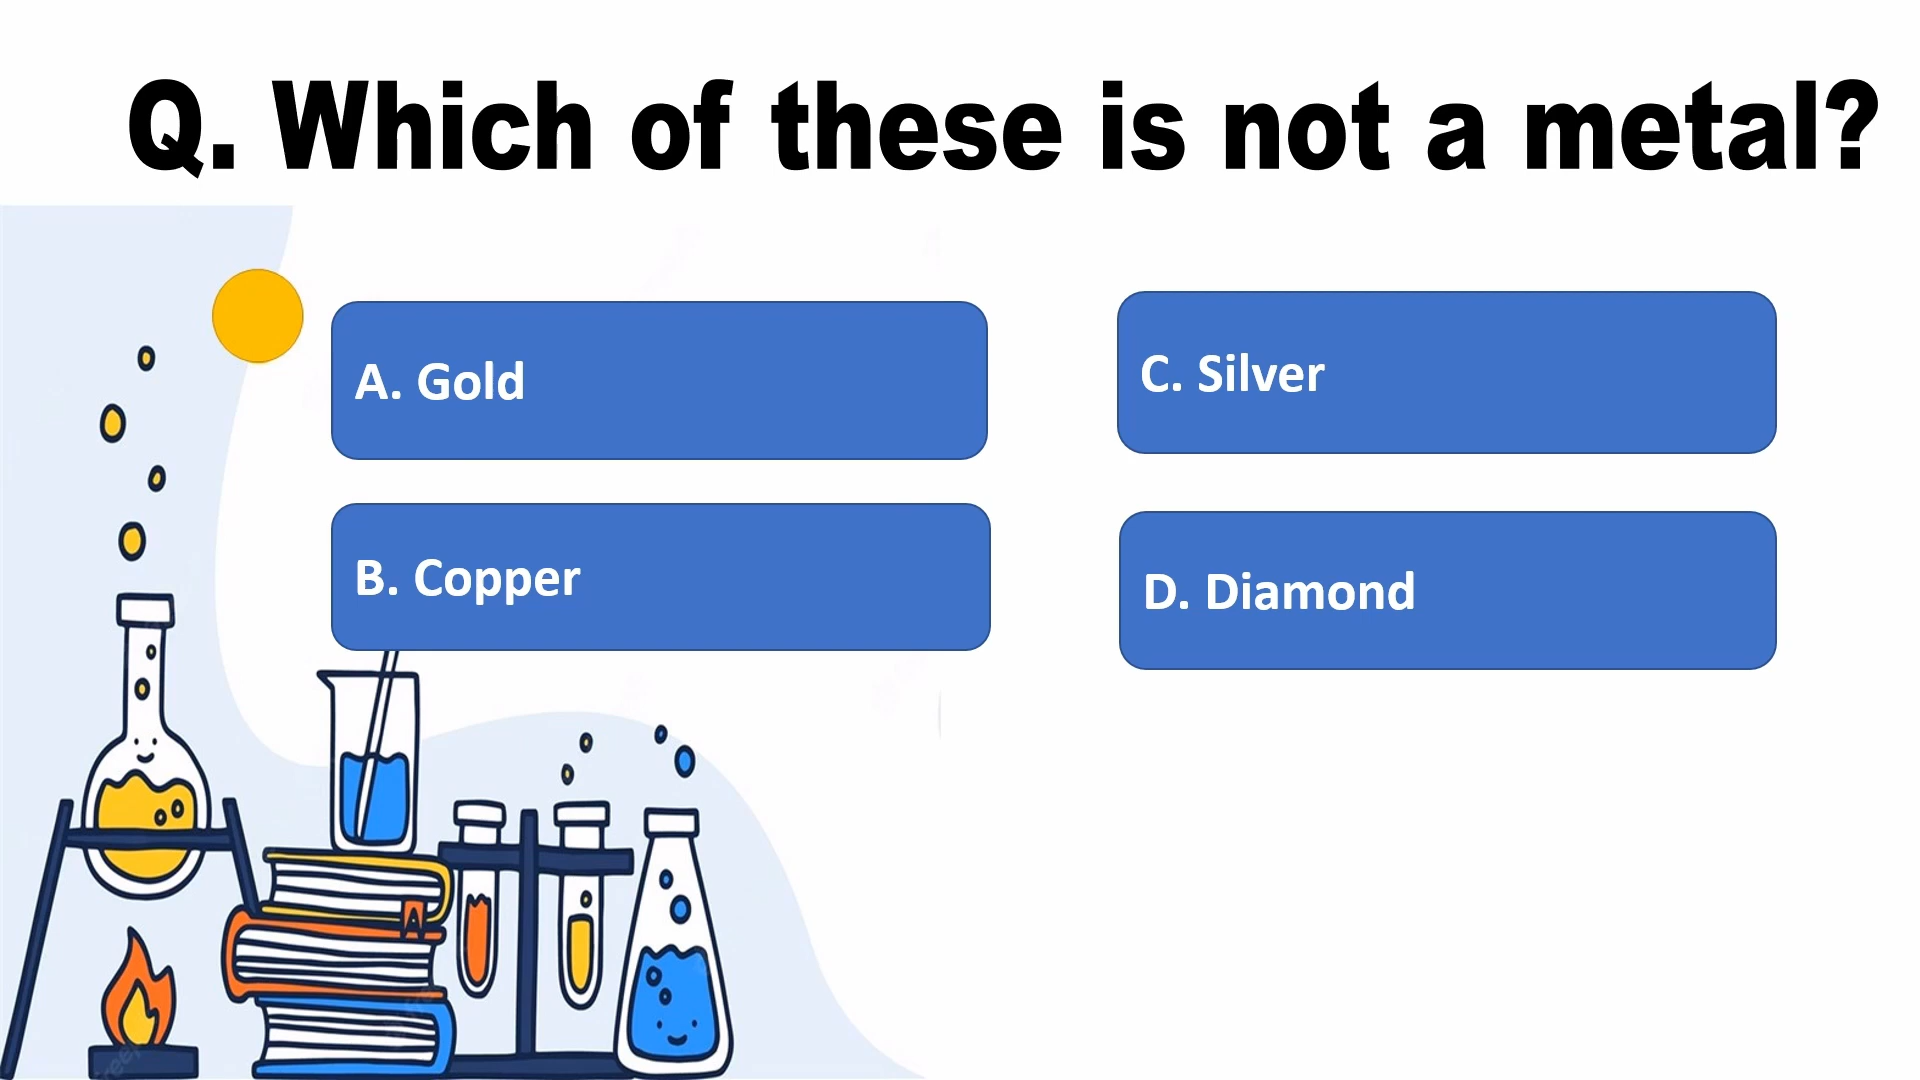 Q. Which of these is not a metal?
A. Gold
C. Silver
B. Copper
D. Diamond